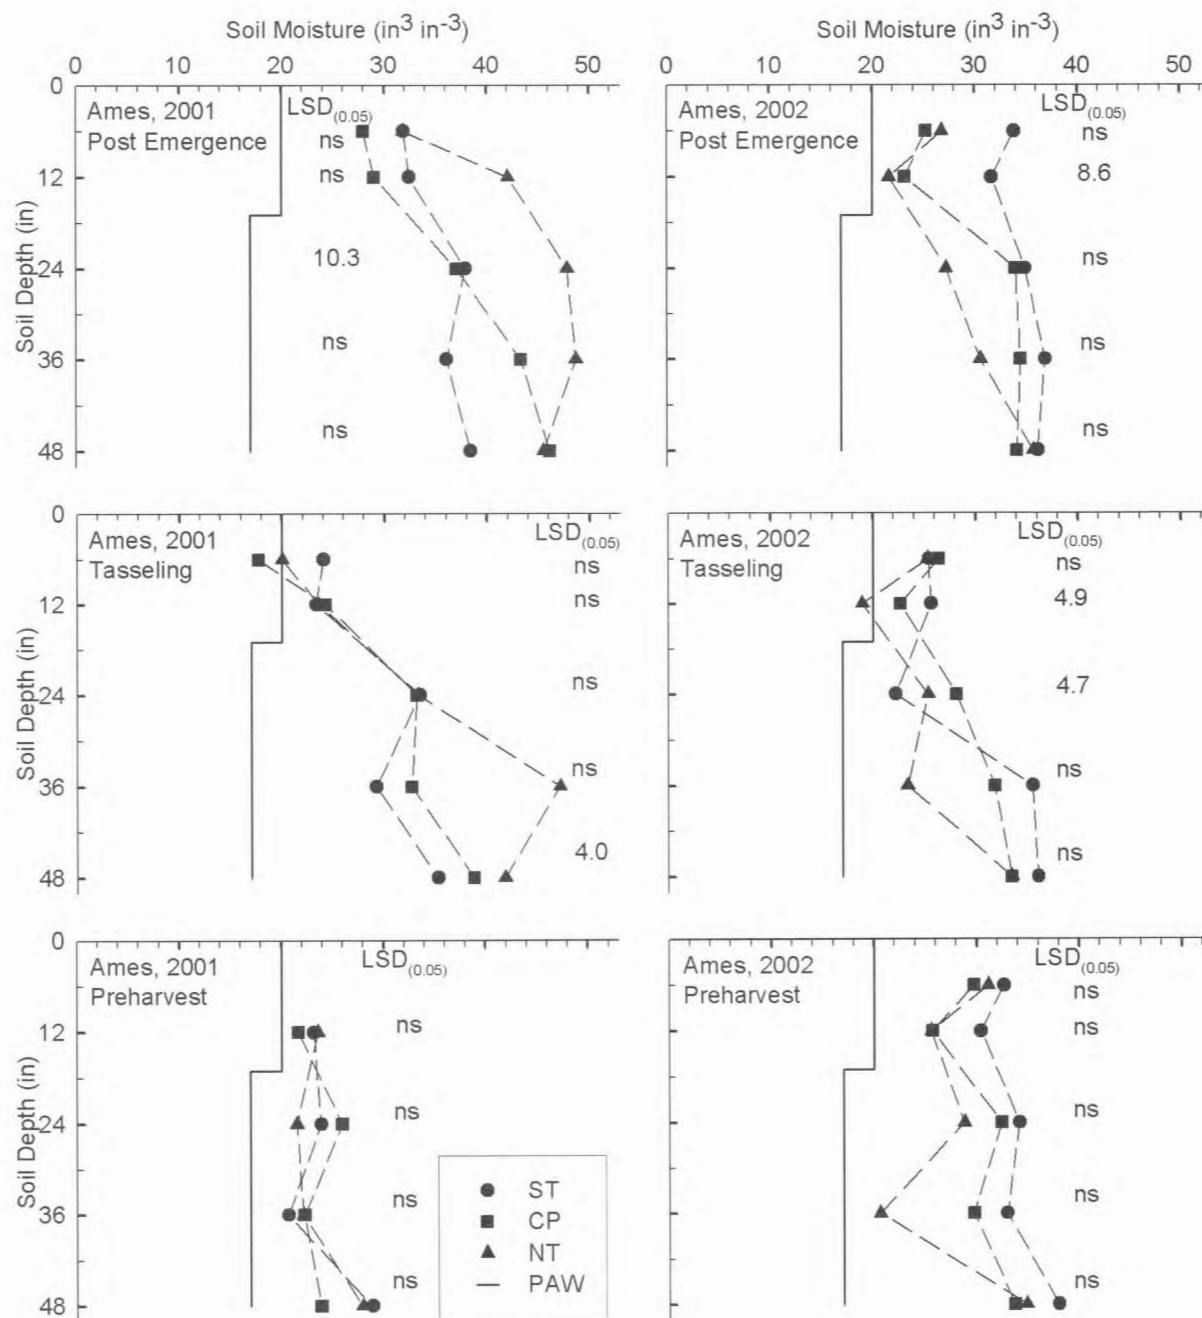 Soil Moisture (in³ in⁻³)
0 10 20 30 40 50
Soil Moisture (in³ in⁻³)
0 10 20 30 40 50
Soil Depth (in)
0
12
24
36
48
Ames, 2001
Post Emergence
LSD(0.05)
ns
ns
10.3
ns
ns
Ames, 2002
Post Emergence
LSD(0.05)
ns
8.6
ns
ns
ns
Soil Depth (in)
0
12
24
36
48
Ames, 2001
Tasseling
LSD(0.05)
ns
ns
ns
ns
4.0
Ames, 2002
Tasseling
LSD(0.05)
ns
4.9
4.7
ns
ns
Soil Depth (in)
0
12
24
36
48
Ames, 2001
Preharvest
LSD(0.05)
ns
ns
ns
ns
ST
CP
NT
PAW
Ames, 2002
Preharvest
LSD(0.05)
ns
ns
ns
ns
ns